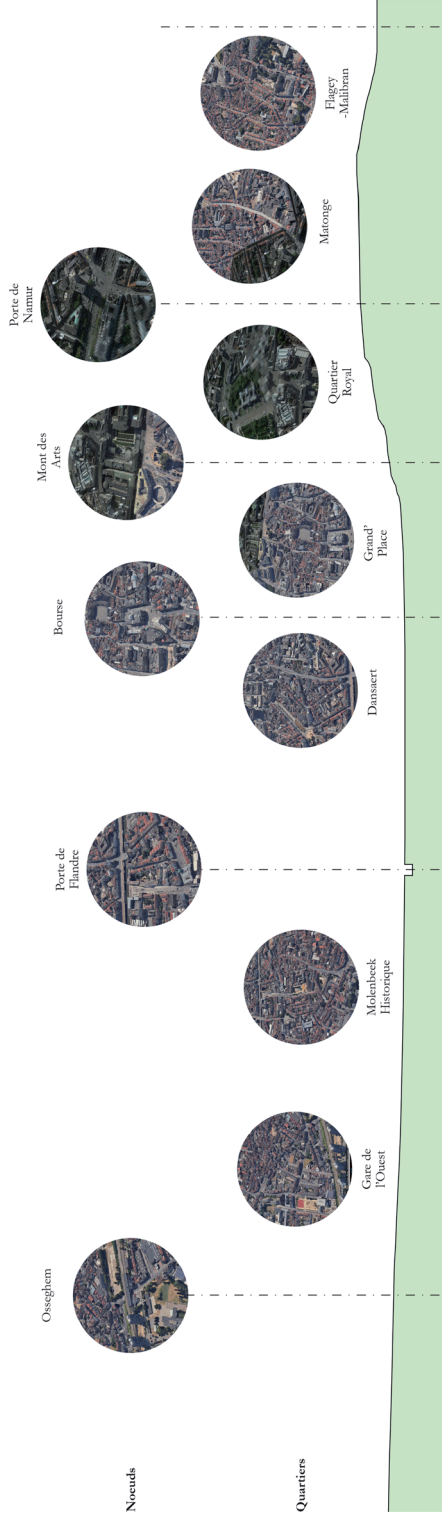 Noeuds
Osseghem
Porte de
Flandre
Bourse
Mont des
Arts
Porte de
Namur
Quartiers
Gare de
l'Ouest
Molenbeek
Historique
Dansaert
Grand'
Place
Quartier
Royal
Matonge
Flagey
-Malibran